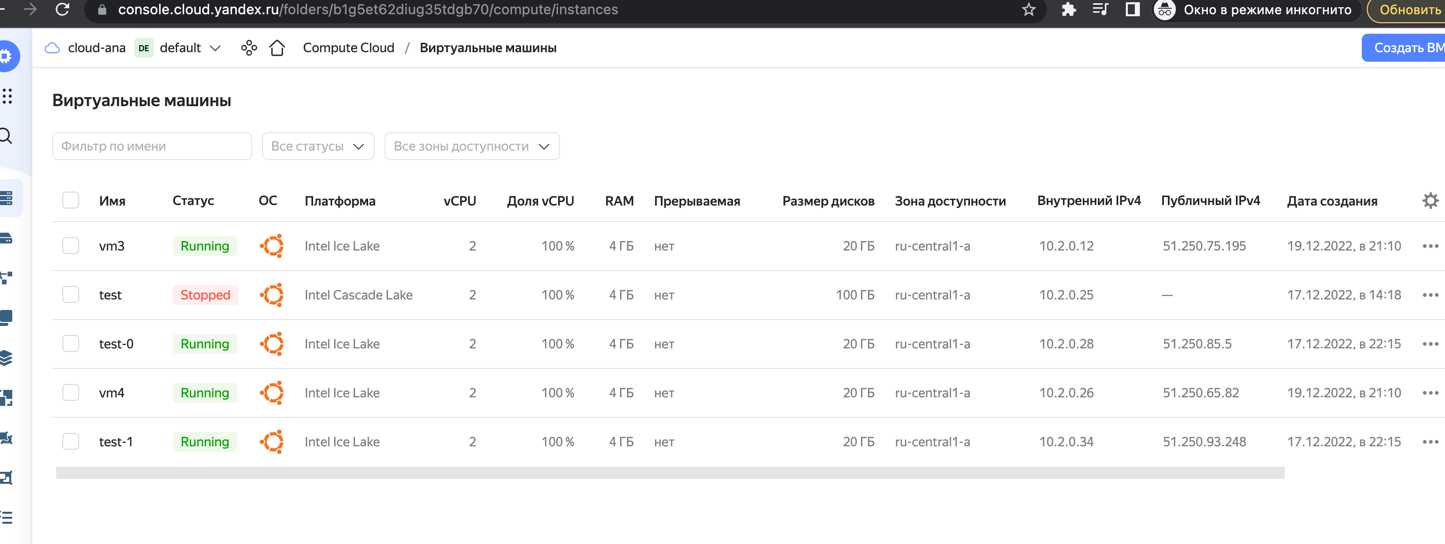 console.cloud.yandex.ru/folders/b1g5et62diug35tdgb70/compute/instances Окно в режиме инкогнито Обновить
cloud-ana DE default Compute Cloud / Виртуальные машины Создать ВМ
Виртуальные машины
Фильтр по имени Все статусы Все зоны доступности
Имя Статус ОС Платформа vCPU Доля vCPU RAM Прерываемая Размер дисков Зона доступности Внутренний IPv4 Публичный IPv4 Дата создания
vm3 Running Intel Ice Lake 2 100 % 4 ГБ нет 20 ГБ ru-central1-a 10.2.0.12 51.250.75.195 19.12.2022, в 21:10
test Stopped Intel Cascade Lake 2 100 % 4 ГБ нет 100 ГБ ru-central1-a 10.2.0.25 — 17.12.2022, в 14:18
test-0 Running Intel Ice Lake 2 100 % 4 ГБ нет 20 ГБ ru-central1-a 10.2.0.28 51.250.85.5 17.12.2022, в 22:15
vm4 Running Intel Ice Lake 2 100 % 4 ГБ нет 20 ГБ ru-central1-a 10.2.0.26 51.250.65.82 19.12.2022, в 21:10
test-1 Running Intel Ice Lake 2 100 % 4 ГБ нет 20 ГБ ru-central1-a 10.2.0.34 51.250.93.248 17.12.2022, в 22:15